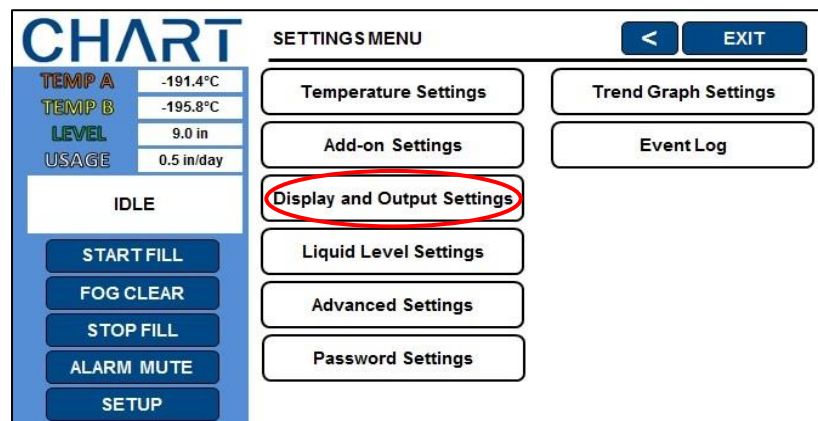 CHART
SETTINGS MENU
<
EXIT
TEMP A
-191.4°C
TEMP B
-195.8°C
LEVEL
9.0 in
USAGE
0.5 in/day
IDLE
START FILL
FOG CLEAR
STOP FILL
ALARM MUTE
SETUP
Temperature Settings
Add-on Settings
Display and Output Settings
Liquid Level Settings
Advanced Settings
Password Settings
Trend Graph Settings
Event Log